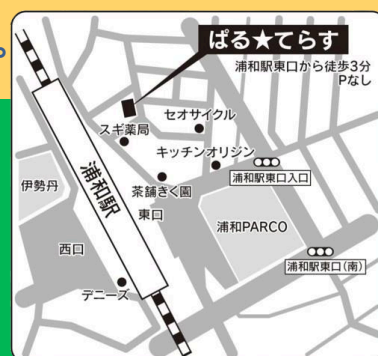 ぱる★てらす
浦和駅東口から徒歩3分
Pなし
セオサイクル
スギ薬局
キッチンオリジン
浦和駅東口入口
伊勢丹
浦和駅
茶舗きく園
東口
浦和PARCO
西口
浦和駅東口(南)
デニーズ